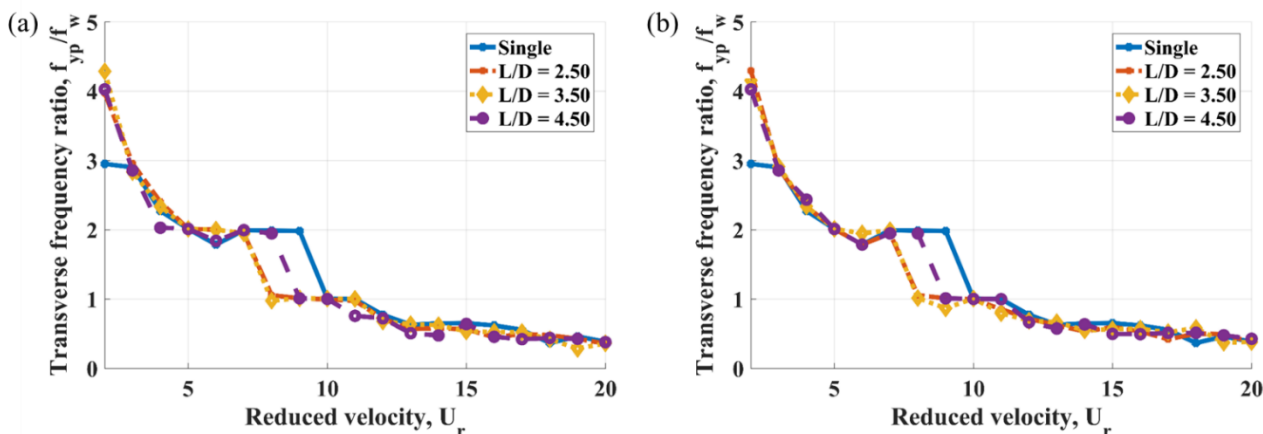 (a)
Transverse frequency ratio, f_yp/f_w
5
4
3
2
1
0
5
10
15
20
Reduced velocity, U_r
Single
L/D = 2.50
L/D = 3.50
L/D = 4.50
(b)
Transverse frequency ratio, f_yp/f_w
5
4
3
2
1
0
5
10
15
20
Reduced velocity, U_r
Single
L/D = 2.50
L/D = 3.50
L/D = 4.50